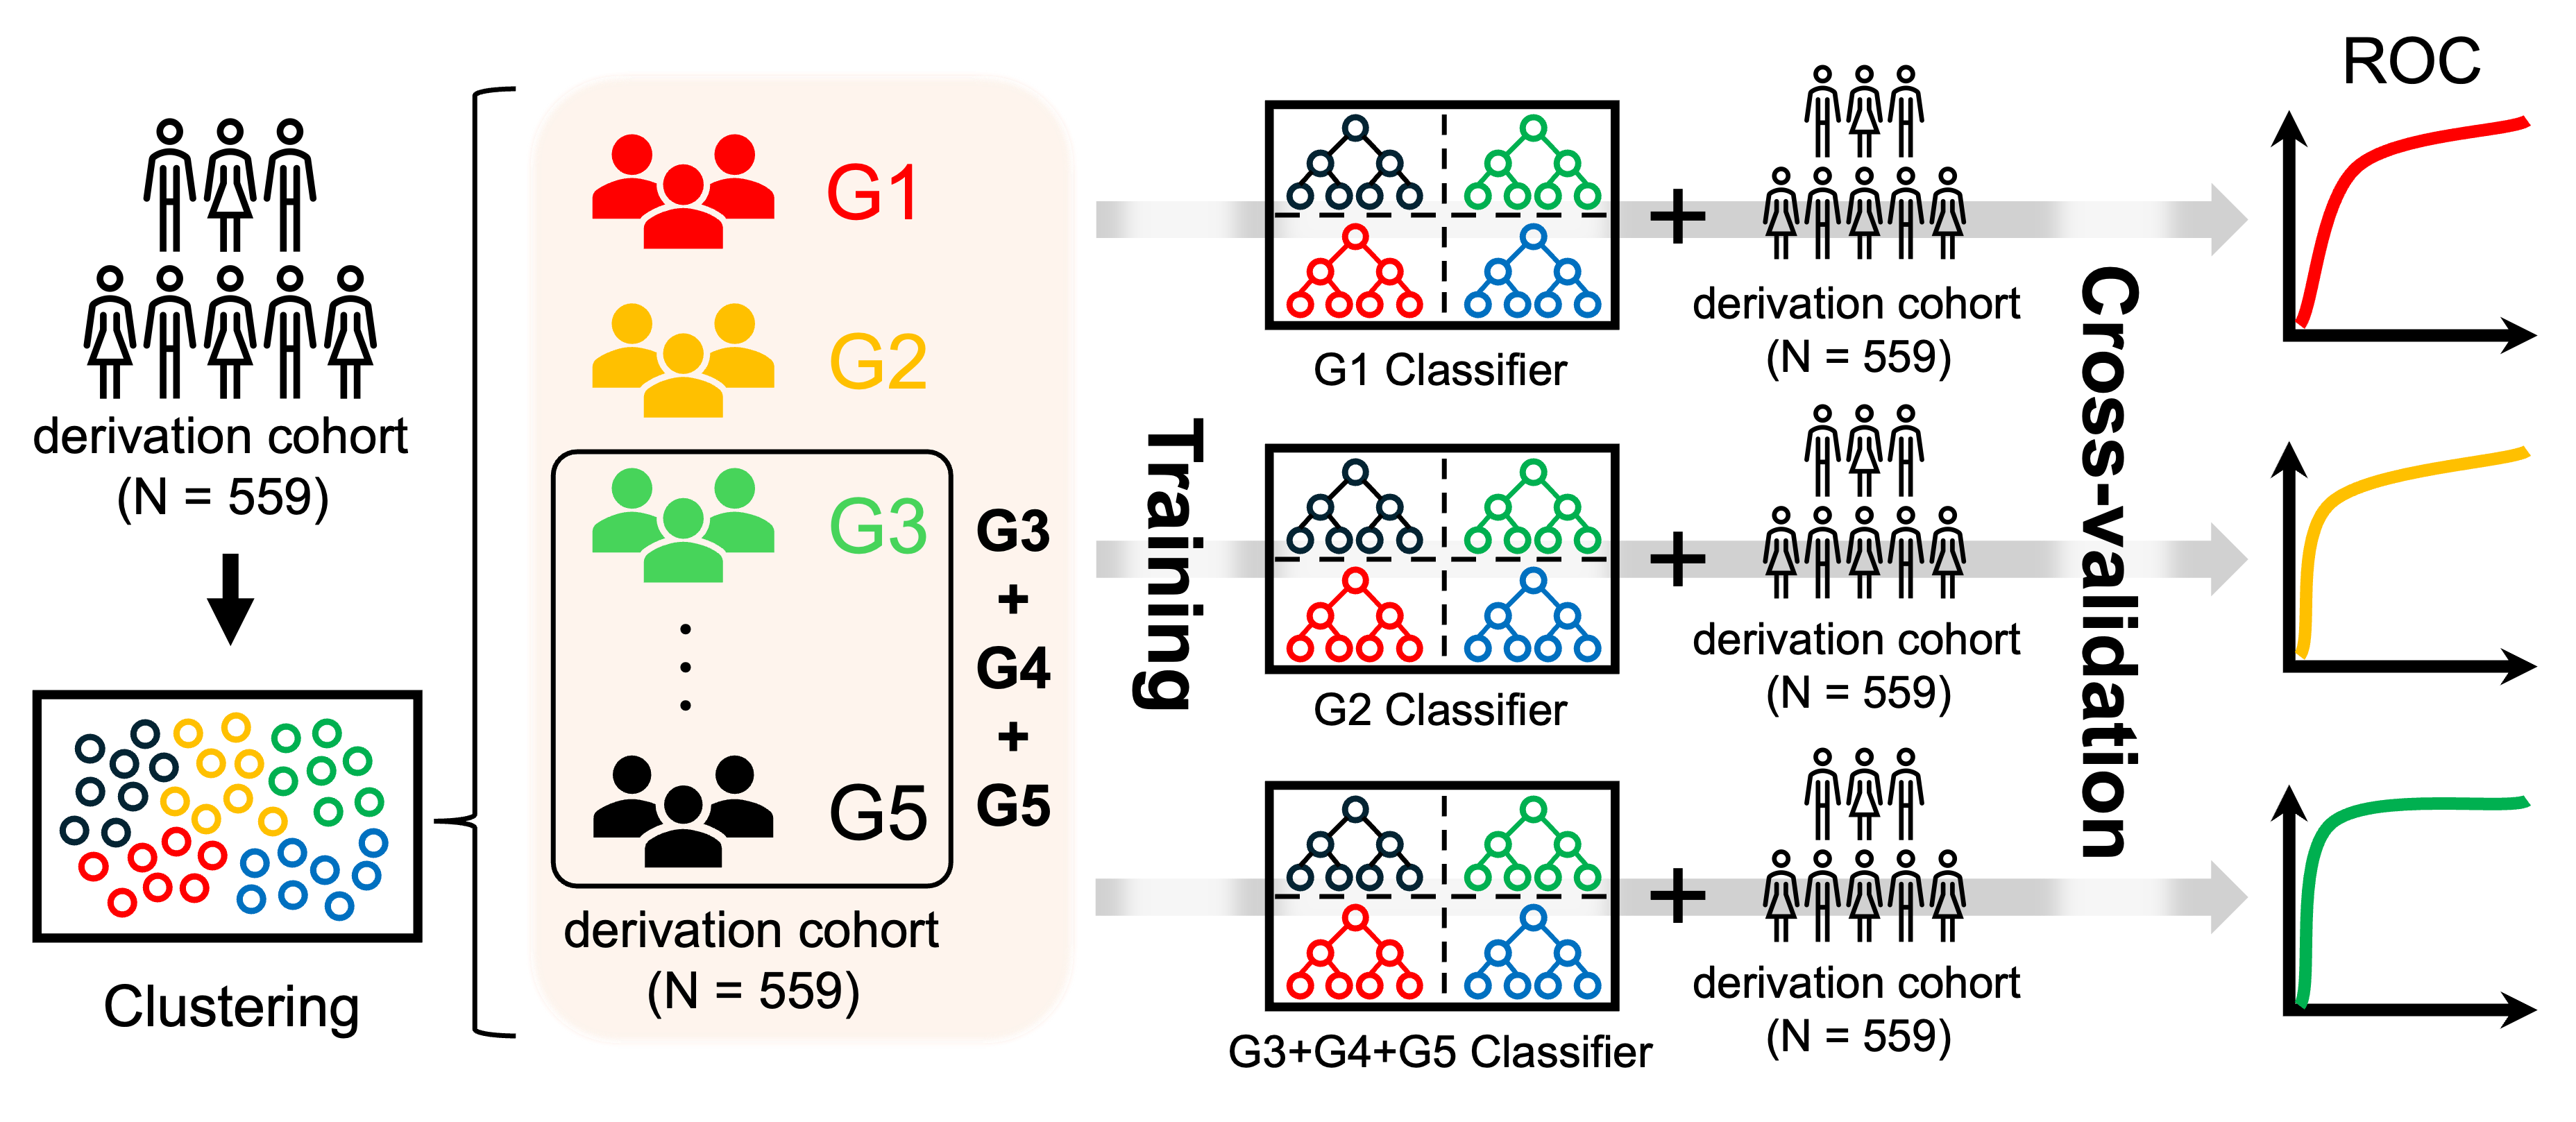 derivation cohort
(N = 559)
Clustering
G1
G2
G3
G5
G3
+
G4
+
G5
derivation cohort
(N = 559)
Training
G1 Classifier
+
derivation cohort
(N = 559)
G2 Classifier
+
derivation cohort
(N = 559)
G3+G4+G5 Classifier
+
derivation cohort
(N = 559)
Cross-validation
ROC